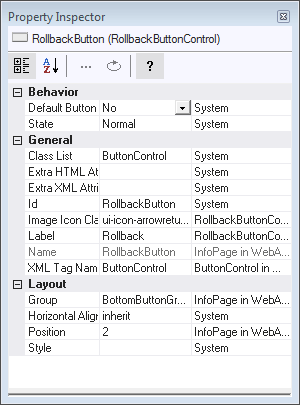 Property Inspector
RollbackButton (RollbackButtonControl)
A Z ... ?
Behavior
Default Button No System
State Normal System
General
Class List ButtonControl System
Extra HTML Att System
Extra XML Attri System
Id RollbackButton System
Image Icon Cla ui-icon-arrowretu... RollbackButtonCo...
Label Rollback RollbackButtonCo...
Name RollbackButton InfoPage in WebA...
XML Tag Name ButtonControl ButtonControl in ...
Layout
Group BottomButtonGr... InfoPage in WebA...
Horizontal Align inherit System
Position 2 InfoPage in WebA...
Style System